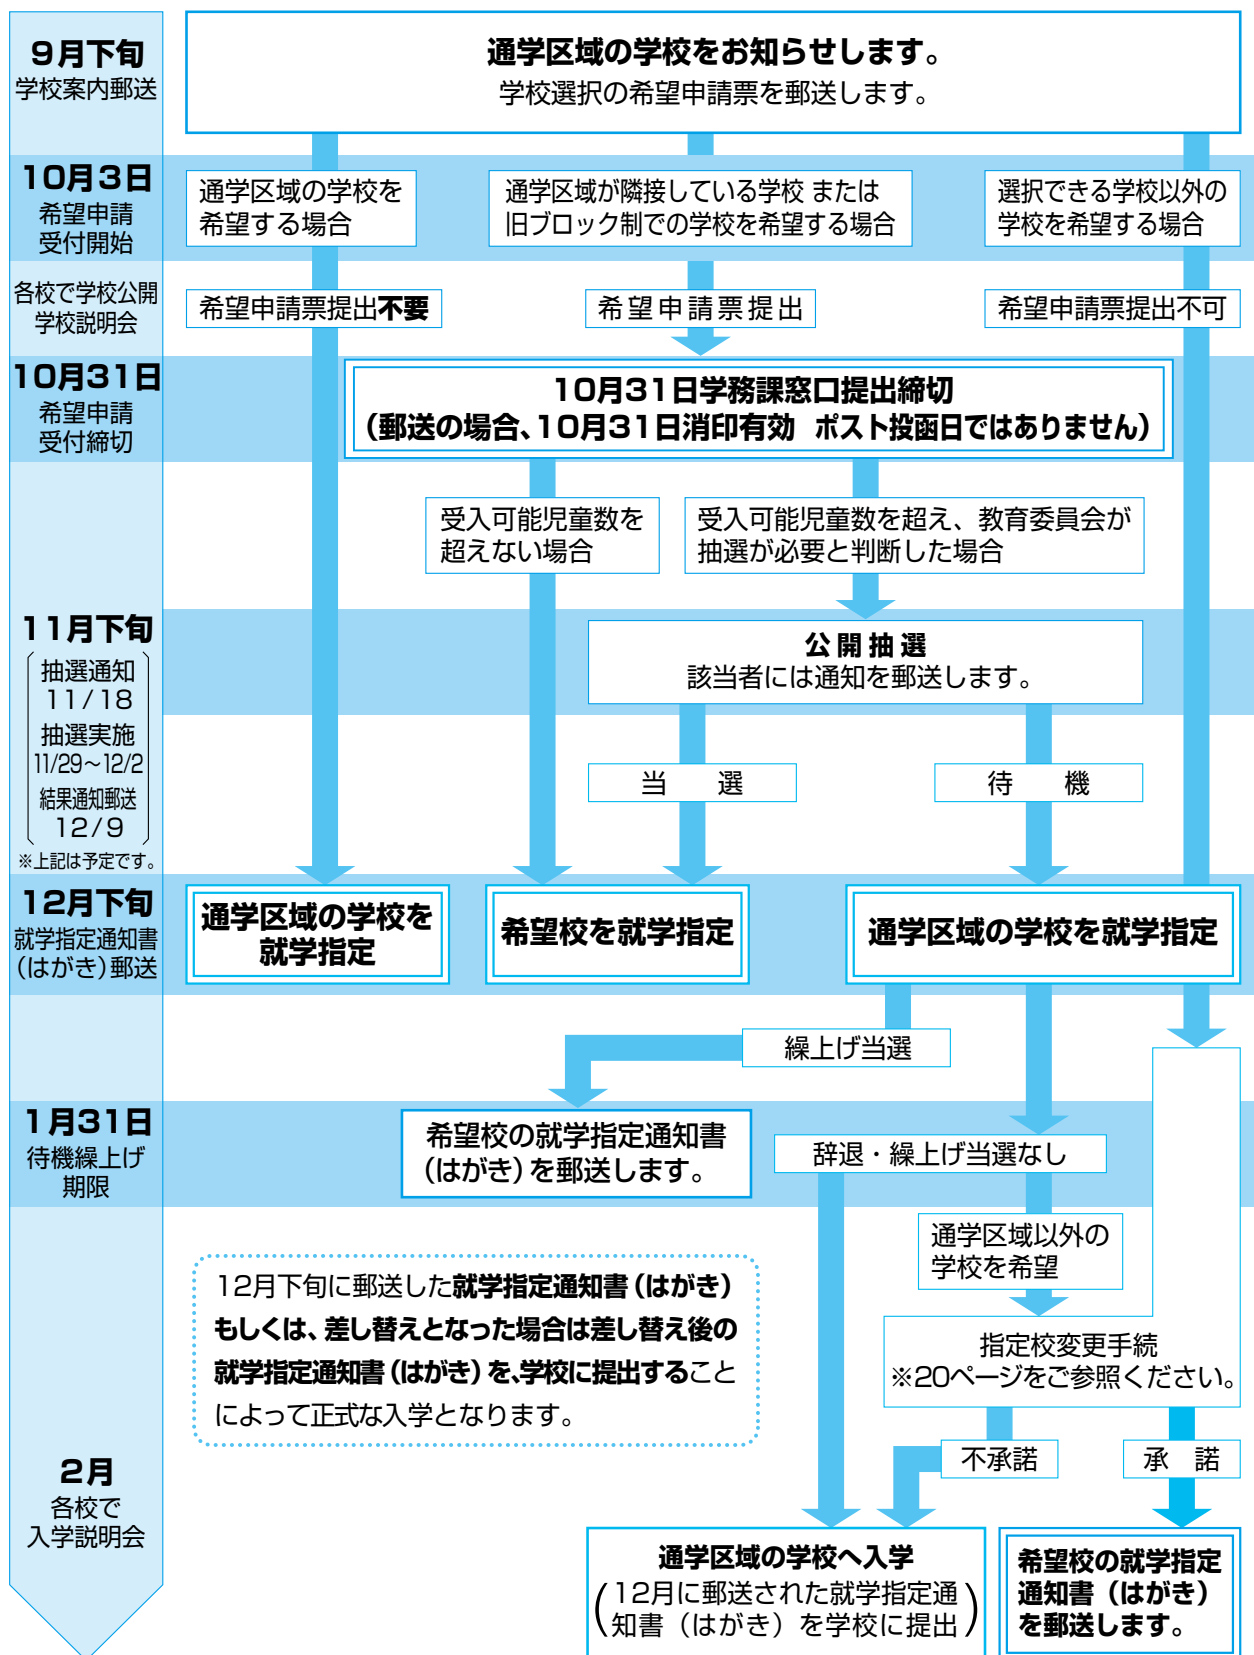 9月下旬
学校案内郵送
通学区域の学校をお知らせします。
学校選択の希望申請票を郵送します。
10月3日
希望申請
受付開始
通学区域の学校を
希望する場合
通学区域が隣接している学校 または
旧ブロック制での学校を希望する場合
選択できる学校以外の
学校を希望する場合
各校で学校公開
学校説明会
希望申請票提出不要
希望申請票提出
希望申請票提出不可
10月31日
希望申請
受付締切
10月31日学務課窓口提出締切
(郵送の場合、10月31日消印有効 ポスト投函日ではありません)
受入可能児童数を
超えない場合
受入可能児童数を超え、教育委員会が
抽選が必要と判断した場合
11月下旬
抽選通知
11/18
抽選実施
11/29～12/2
結果通知郵送
12/9
※上記は予定です。
公開抽選
該当者には通知を郵送します。
当 選
待 機
12月下旬
就学指定通知書
(はがき)郵送
通学区域の学校を
就学指定
希望校を就学指定
通学区域の学校を就学指定
繰上げ当選
1月31日
待機繰上げ
期限
希望校の就学指定通知書
(はがき)を郵送します。
辞退・繰上げ当選なし
通学区域以外の
学校を希望
12月下旬に郵送した就学指定通知書(はがき)
もしくは、差し替えとなった場合は差し替え後の
就学指定通知書(はがき)を、学校に提出すること
によって正式な入学となります。
指定校変更手続
※20ページをご参照ください。
不承諾
承 諾
2月
各校で
入学説明会
通学区域の学校へ入学
(12月に郵送された就学指定通
知書(はがき)を学校に提出)
希望校の就学指定
通知書(はがき)
を郵送します。